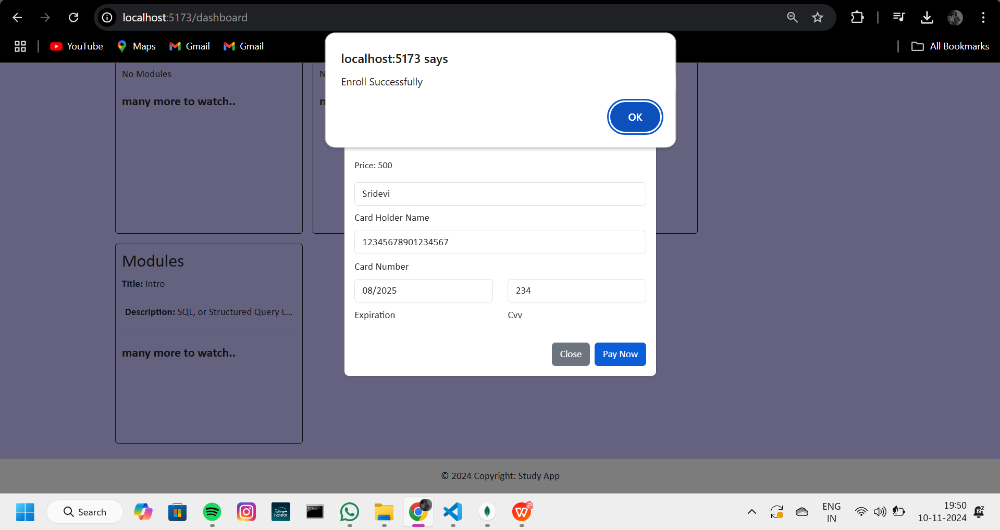 localhost:5173/dashboard
YouTube
Maps
Gmail
Gmail
All Bookmarks
localhost:5173 says
Enroll Successfully
OK
No Modules
many more to watch..
Price: 500
Sridevi
Card Holder Name
12345678901234567
Card Number
08/2025
234
Expiration
Cvv
Close
Pay Now
Modules
Title: Intro
Description: SQL, or Structured Query L...
many more to watch..
© 2024 Copyright: Study App
Search
ENG
IN
19:50
10-11-2024